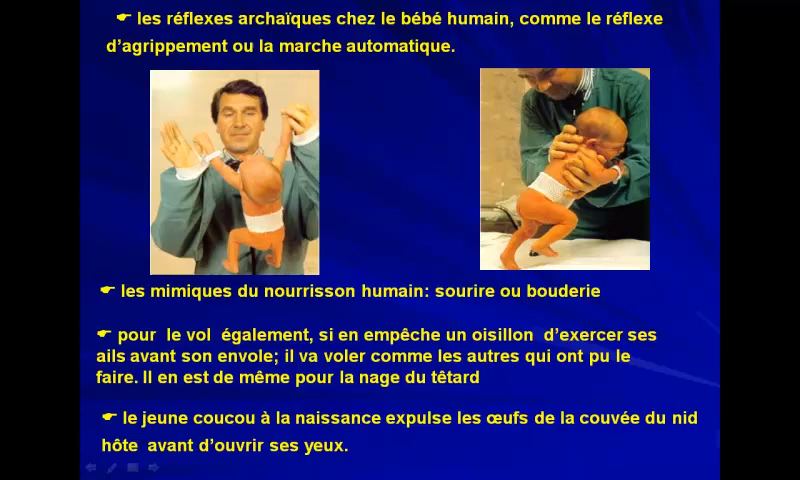 ☛ les réflexes archaïques chez le bébé humain, comme le réflexe
d’agrippement ou la marche automatique.
☛ les mimiques du nourrisson humain: sourire ou bouderie
☛ pour le vol également, si en empêche un oisillon d’exercer ses
ails avant son envole; il va voler comme les autres qui ont pu le
faire. Il en est de même pour la nage du têtard
☛ le jeune coucou à la naissance expulse les œufs de la couvée du nid
hôte avant d’ouvrir ses yeux.